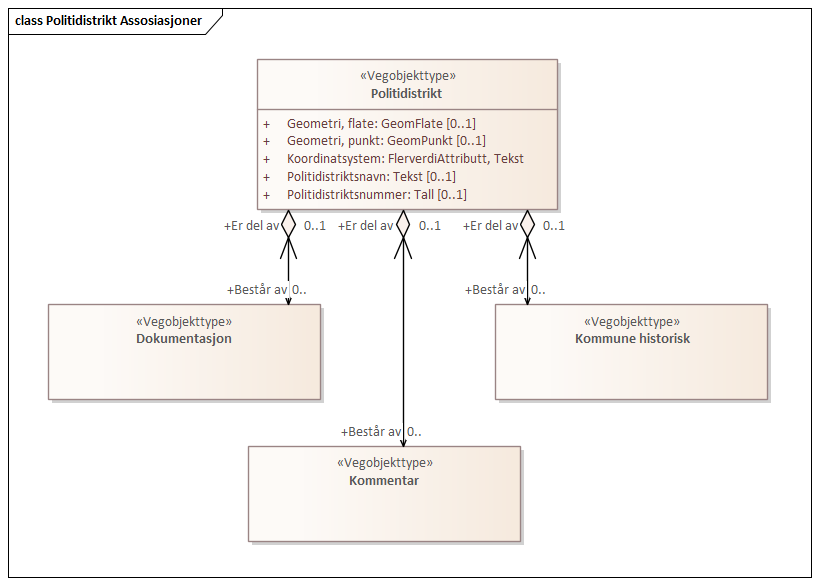 class Politidistrikt Assosiasjoner
«Vegobjekttype»
Politidistrikt
+ Geometri, flate: GeomFlate [0..1]
+ Geometri, punkt: GeomPunkt [0..1]
+ Koordinatsystem: FlerverdiAttributt, Tekst
+ Politidistriktsnavn: Tekst [0..1]
+ Politidistriktsnummer: Tall [0..1]
+Er del av 0..1 +Er del av 0..1 +Er del av 0..1
+Består av 0.. +Består av 0..
«Vegobjekttype» «Vegobjekttype»
Dokumentasjon Kommune historisk
+Består av 0..
«Vegobjekttype»
Kommentar